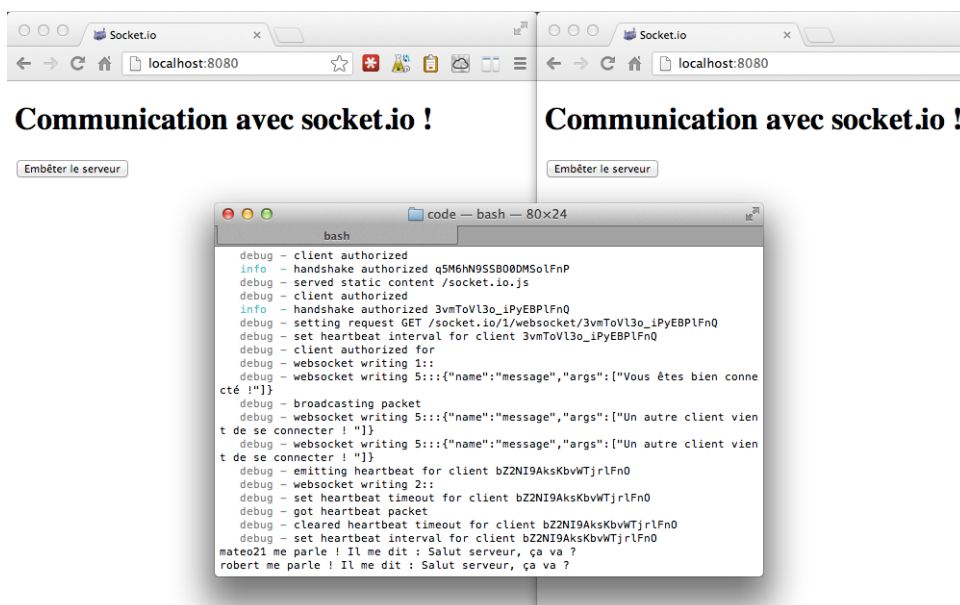 Socket.io
Socket.io
localhost:8080
localhost:8080
Communication avec socket.io !
Communication avec socket.io !
Embêter le serveur
Embêter le serveur
code — bash — 80×24
bash
debug - client authorized
info - handshake authorized q5M6hN9SSBO0DMSolFnP
debug - served static content /socket.io.js
debug - client authorized
info - handshake authorized 3vmToVl3o_iPyEBPlFnQ
debug - setting request GET /socket.io/1/websocket/3vmToVl3o_iPyEBPlFnQ
debug - set heartbeat interval for client 3vmToVl3o_iPyEBPlFnQ
debug - client authorized for
debug - websocket writing 1::
debug - websocket writing 5:::{"name":"message","args":["Vous êtes bien conne
cté !"]}
debug - broadcasting packet
debug - websocket writing 5:::{"name":"message","args":["Un autre client vien
t de se connecter ! "]}
debug - websocket writing 5:::{"name":"message","args":["Un autre client vien
t de se connecter ! "]}
debug - emitting heartbeat for client bZ2NI9AksKbvWTjrlFnO
debug - websocket writing 2::
debug - set heartbeat timeout for client bZ2NI9AksKbvWTjrlFnO
debug - got heartbeat packet
debug - cleared heartbeat timeout for client bZ2NI9AksKbvWTjrlFnO
debug - set heartbeat interval for client bZ2NI9AksKbvWTjrlFnO
mateo21 me parle ! Il me dit : Salut serveur, ça va ?
robert me parle ! Il me dit : Salut serveur, ça va ?